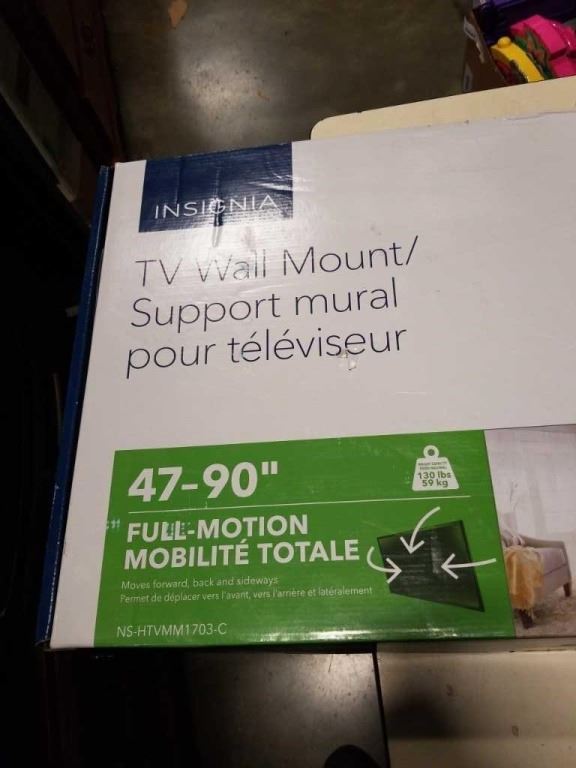 INSIGNIA
TV Wall Mount/
Support mural
pour téléviseur
47-90"
FULL-MOTION
MOBILITÉ TOTALE
Moves forward, back and sideways
Permet de déplacer vers l'avant, vers l'arrière et latéralement
NS-HTVMM1703-C
130 lbs
59 kg